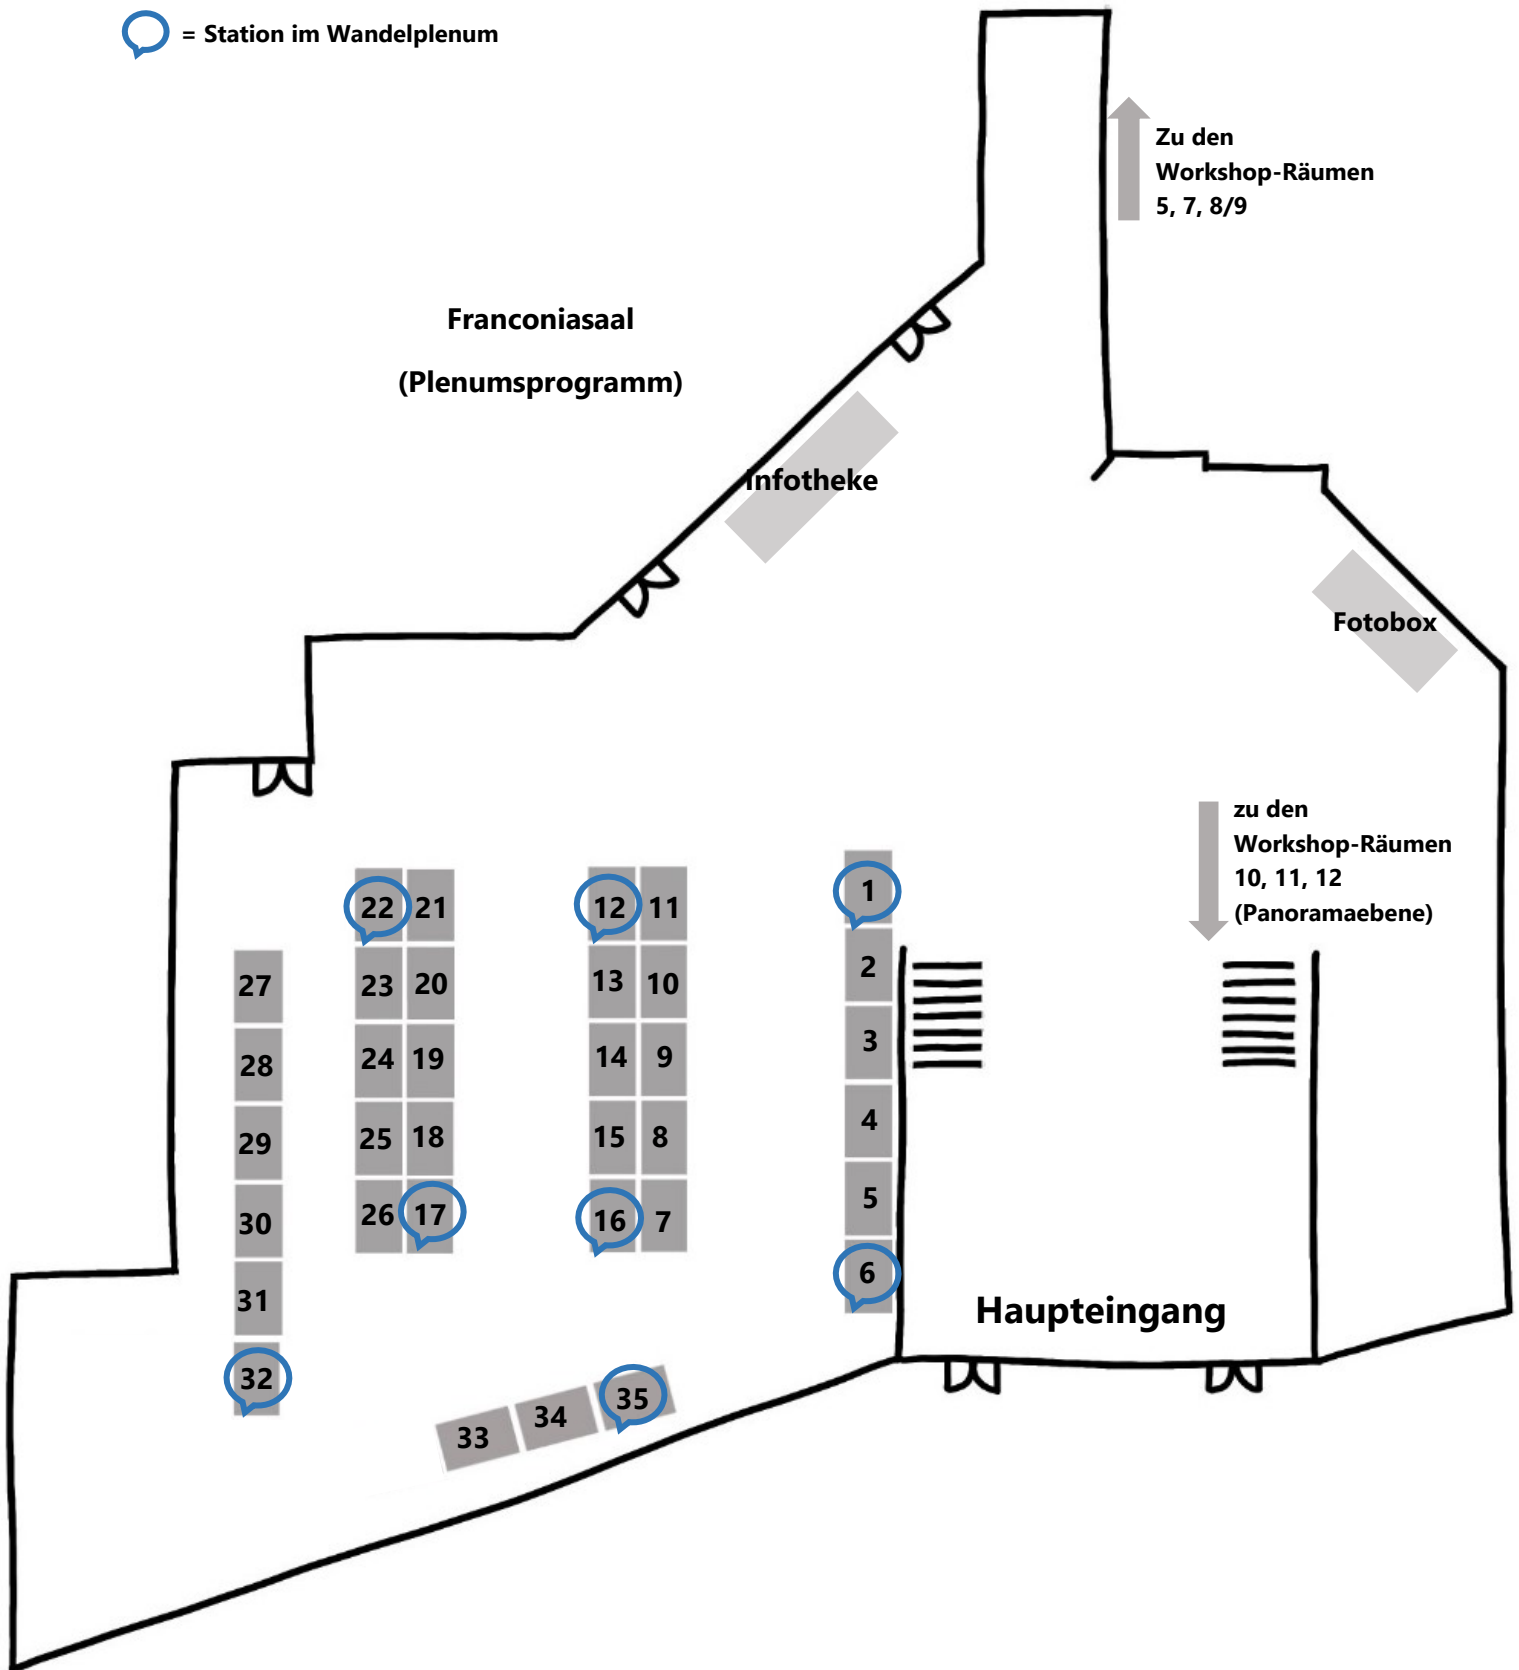 = Station im Wandelplenum
Zu den
Workshop-Räumen
5, 7, 8/9
Franconiasaal
(Plenumsprogramm)
Infotheke
Fotobox
zu den
Workshop-Räumen
10, 11, 12
(Panoramaebene)
22 21 12 11 1
27 23 20 13 10 2
28 24 19 14 9 3
29 25 18 15 8 4
30 26 17 16 7 5
31 6
32
33 34 35
Haupteingang